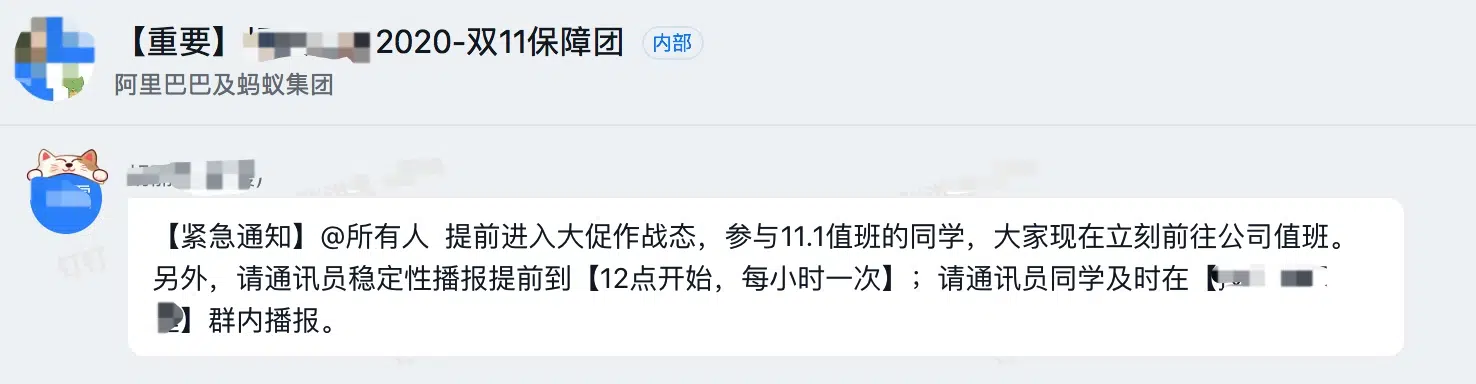 【重要】2020-双11保障团 内部
阿里巴巴及蚂蚁集团
【紧急通知】@所有人 提前进入大促作战态，参与11.1值班的同学，大家现在立刻前往公司值班。
另外，请通讯员稳定性播报提前到【12点开始，每小时一次】；请通讯员同学及时在【
】群内播报。
钉钉